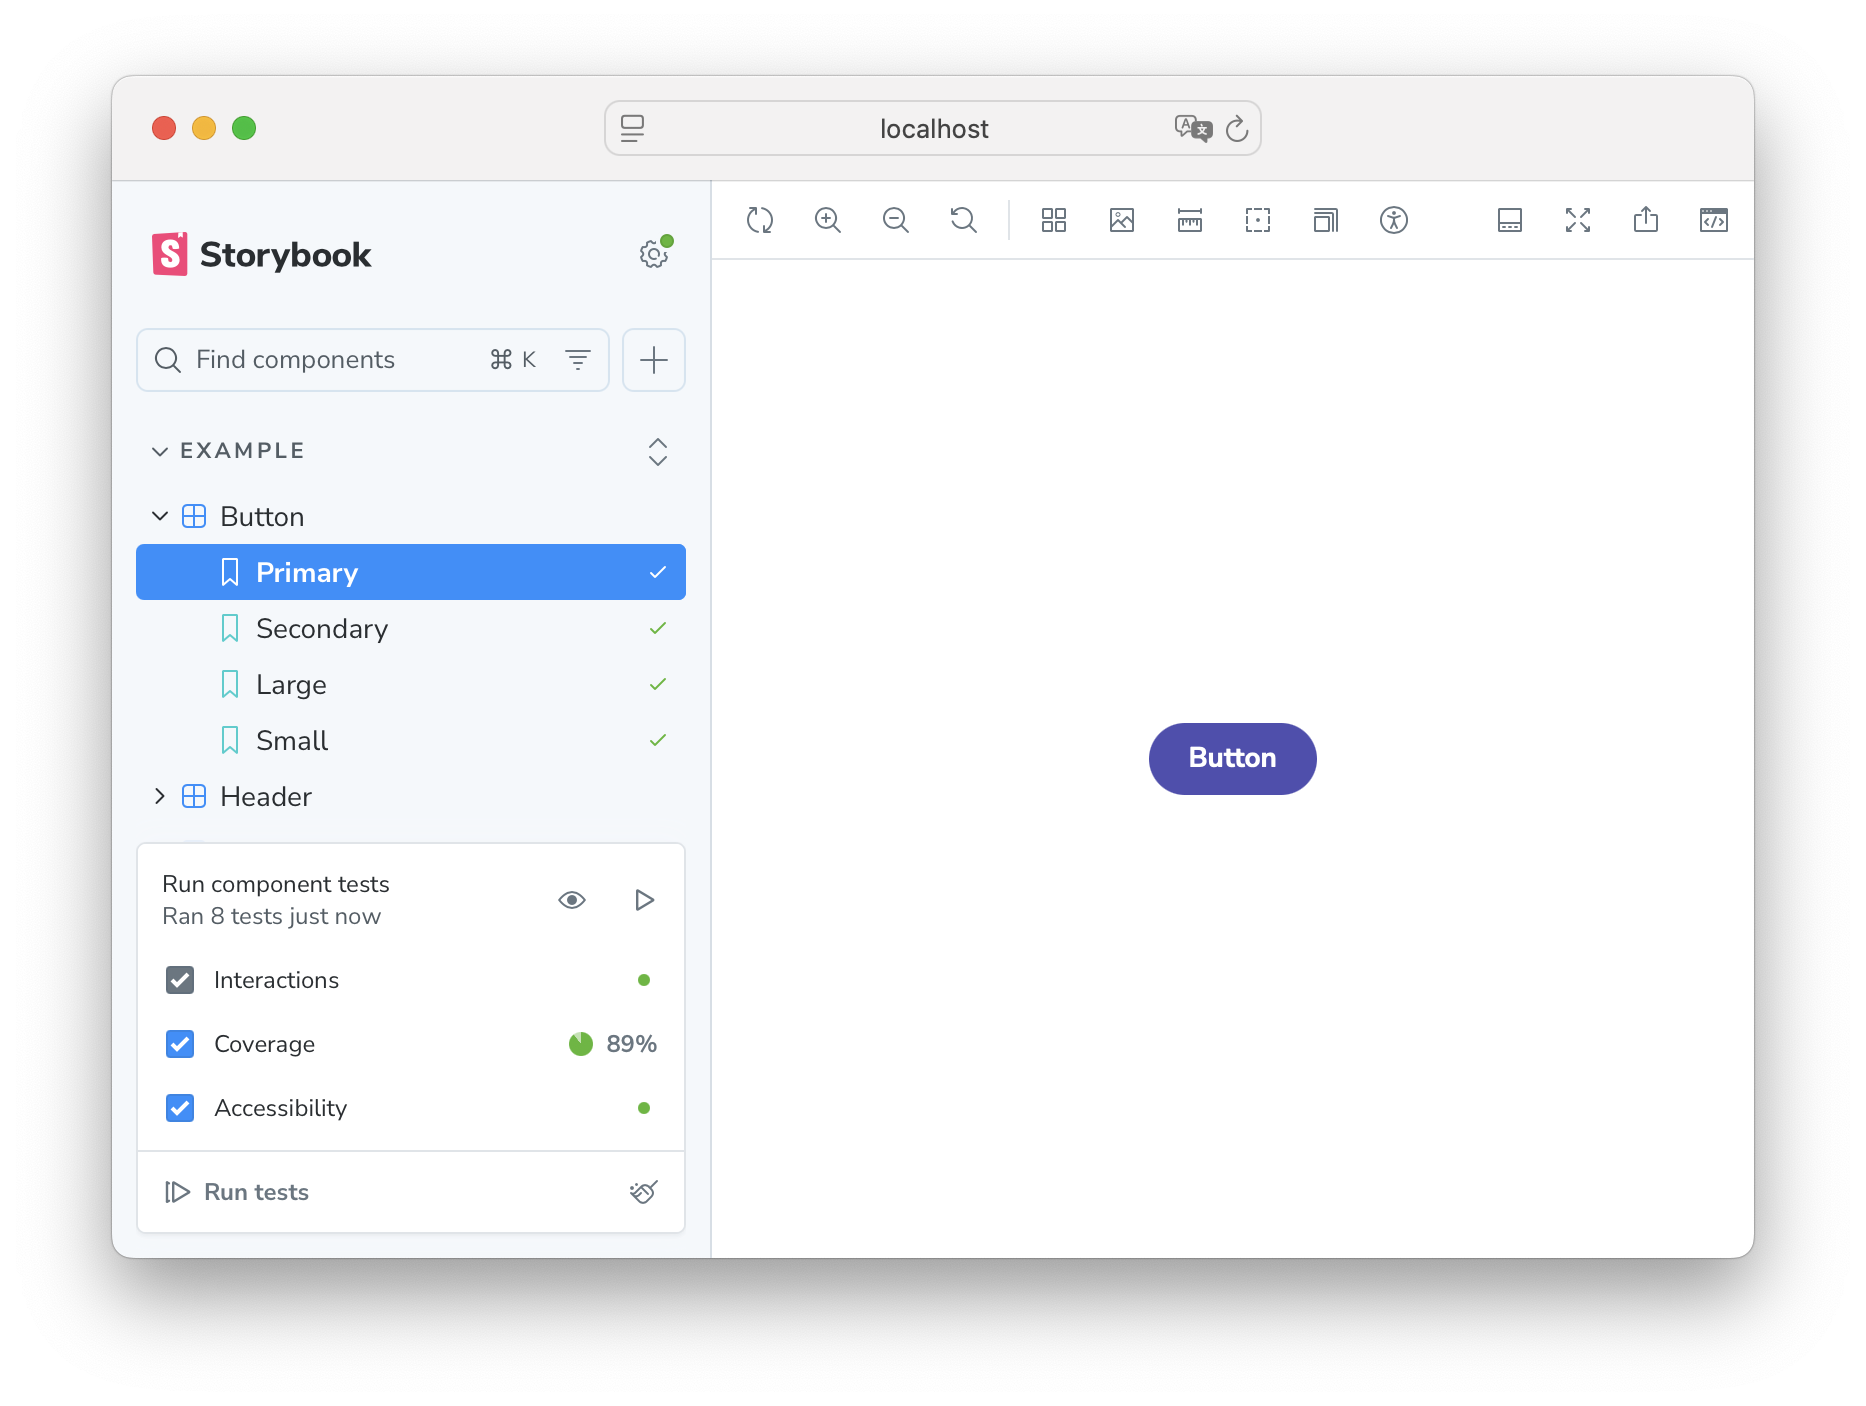 localhost
Storybook
Find components ⌘ K
EXAMPLE
Button
Primary
Secondary
Large
Small
Header
Run component tests
Ran 8 tests just now
Interactions
Coverage 89%
Accessibility
Run tests
Button